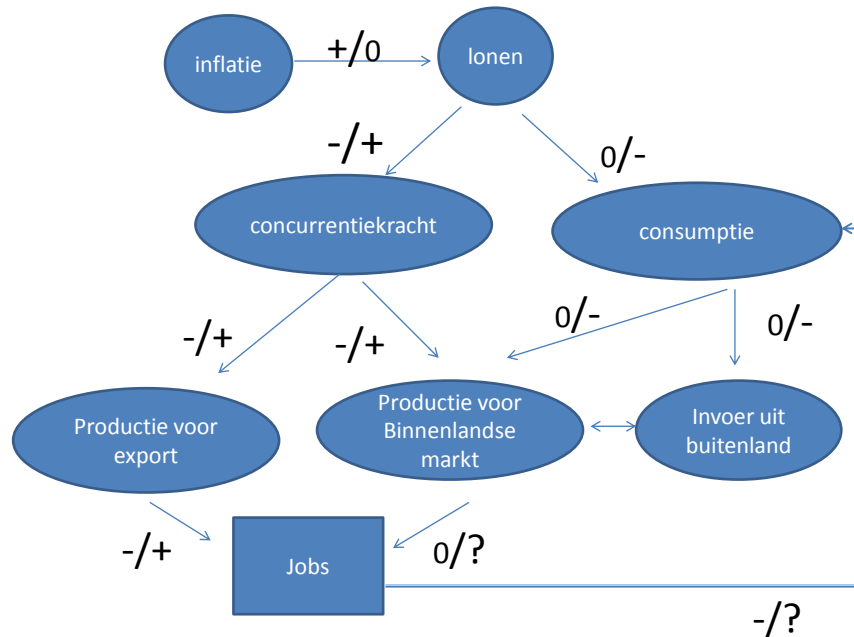 inflatie
+/0
lonen
-/+
0/-
concurrentiekracht
consumptie
-/+
-/+
0/-
0/-
Productie voor
export
Productie voor
Binnenlandse
markt
Invoer uit
buitenland
-/+
0/?
Jobs
-/?